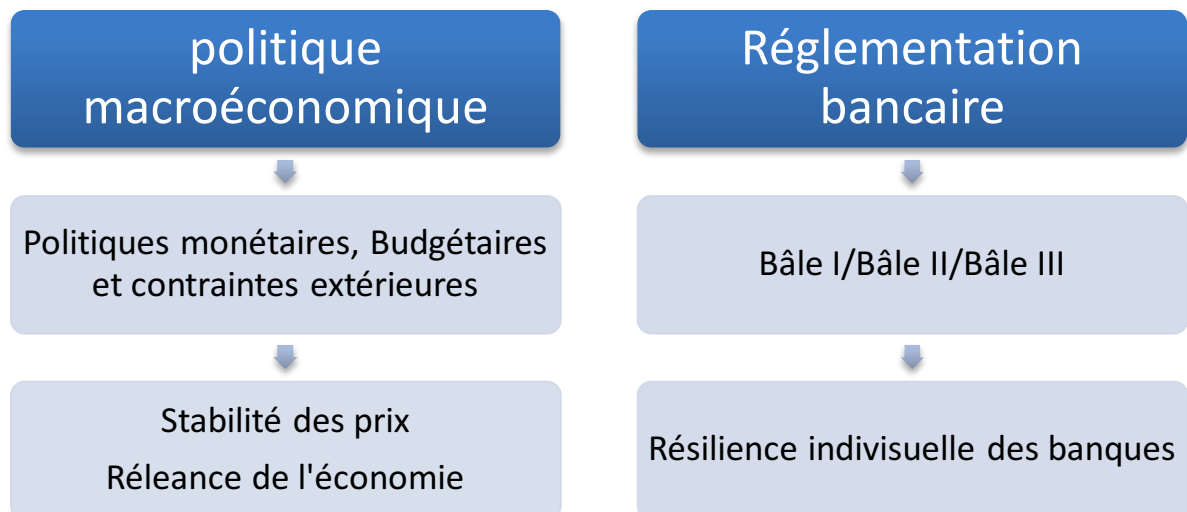 politique
macroéconomique
Politiques monétaires, Budgétaires
et contraintes extérieures
Stabilité des prix
Réleance de l'économie
Réglementation
bancaire
Bâle I/Bâle II/Bâle III
Résilience indivisuelle des banques